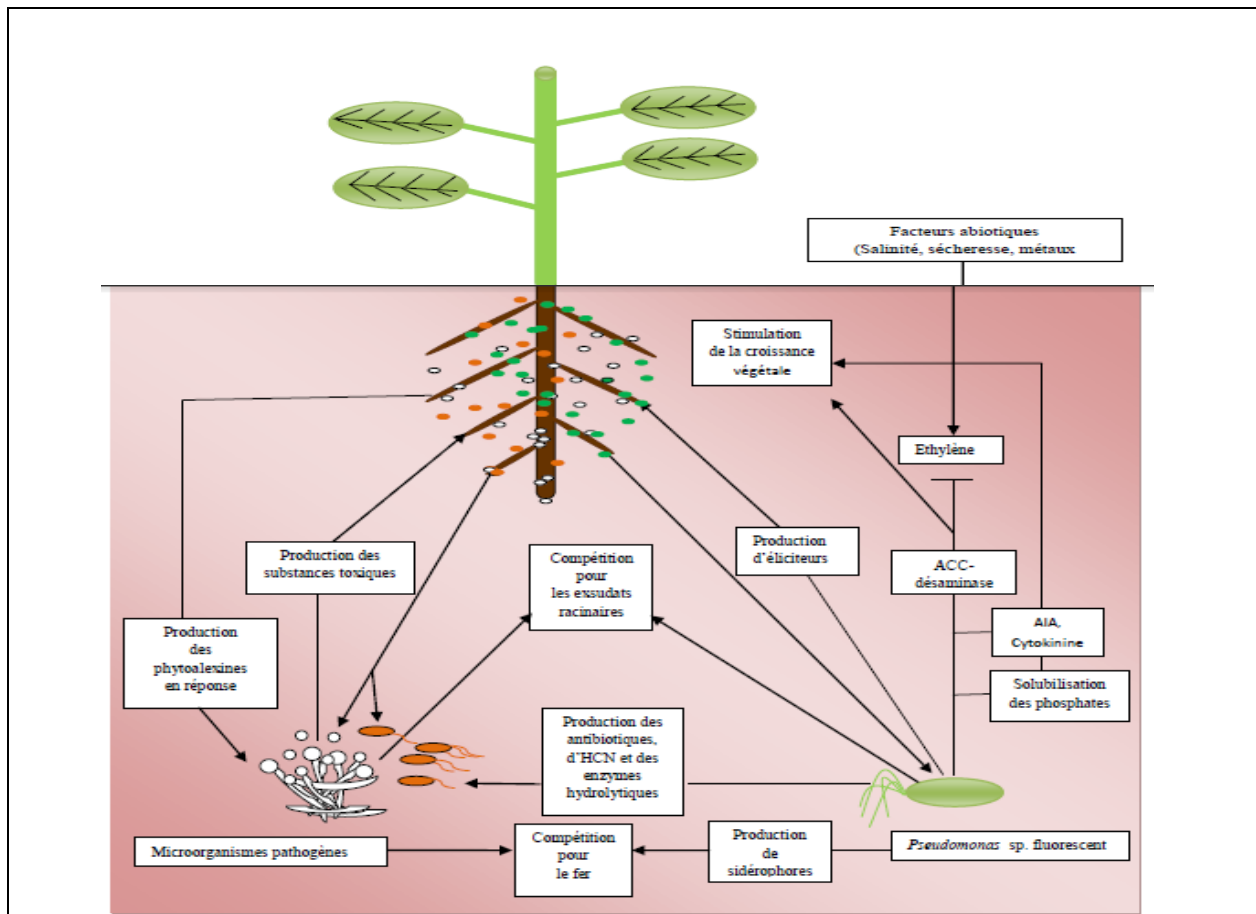 Facteurs abiotiques
(Salinité, sécheresse, métaux
Stimulation
de la croissance
végétale
Ethylène
Production des
substances toxiques
Compétition
pour
les exsudats
racinaires
Production
d'éliciteurs
ACC-
désaminase
Production
des
phytoalexines
en réponse
AIA,
Cytokinine
Solubilisation
des phosphates
Production des
antibiotiques,
d'HCN et des
enzymes
hydrolytiques
Microorganismes pathogènes
Compétition
pour
le fer
Production
de
sidérophores
Pseudomonas sp. fluorescent